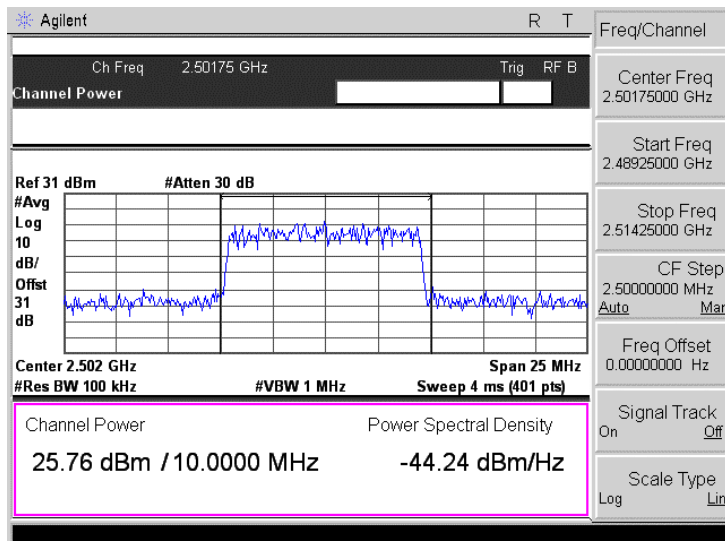 Agilent R T
Ch Freq 2.50175 GHz Trig RF B
Channel Power
Ref 31 dBm #Atten 30 dB
#Avg
Log
10
dB/
Offst
31
dB
Center 2.502 GHz Span 25 MHz
#Res BW 100 kHz #VBW 1 MHz Sweep 4 ms (401 pts)
Channel Power Power Spectral Density
25.76 dBm / 10.0000 MHz -44.24 dBm/Hz
Freq/Channel
Center Freq
2.50175000 GHz
Start Freq
2.48925000 GHz
Stop Freq
2.51425000 GHz
CF Step
2.50000000 MHz
Auto Man
Freq Offset
0.00000000 Hz
Signal Track
On Off
Scale Type
Log Lin